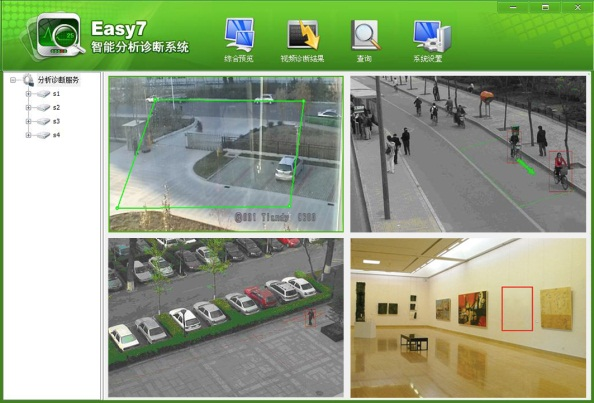 Easy7
智能分析诊断系统
综合预览
视频诊断结果
查询
系统设置
分析诊断服务
s1
s2
s3
s4
Tiandy